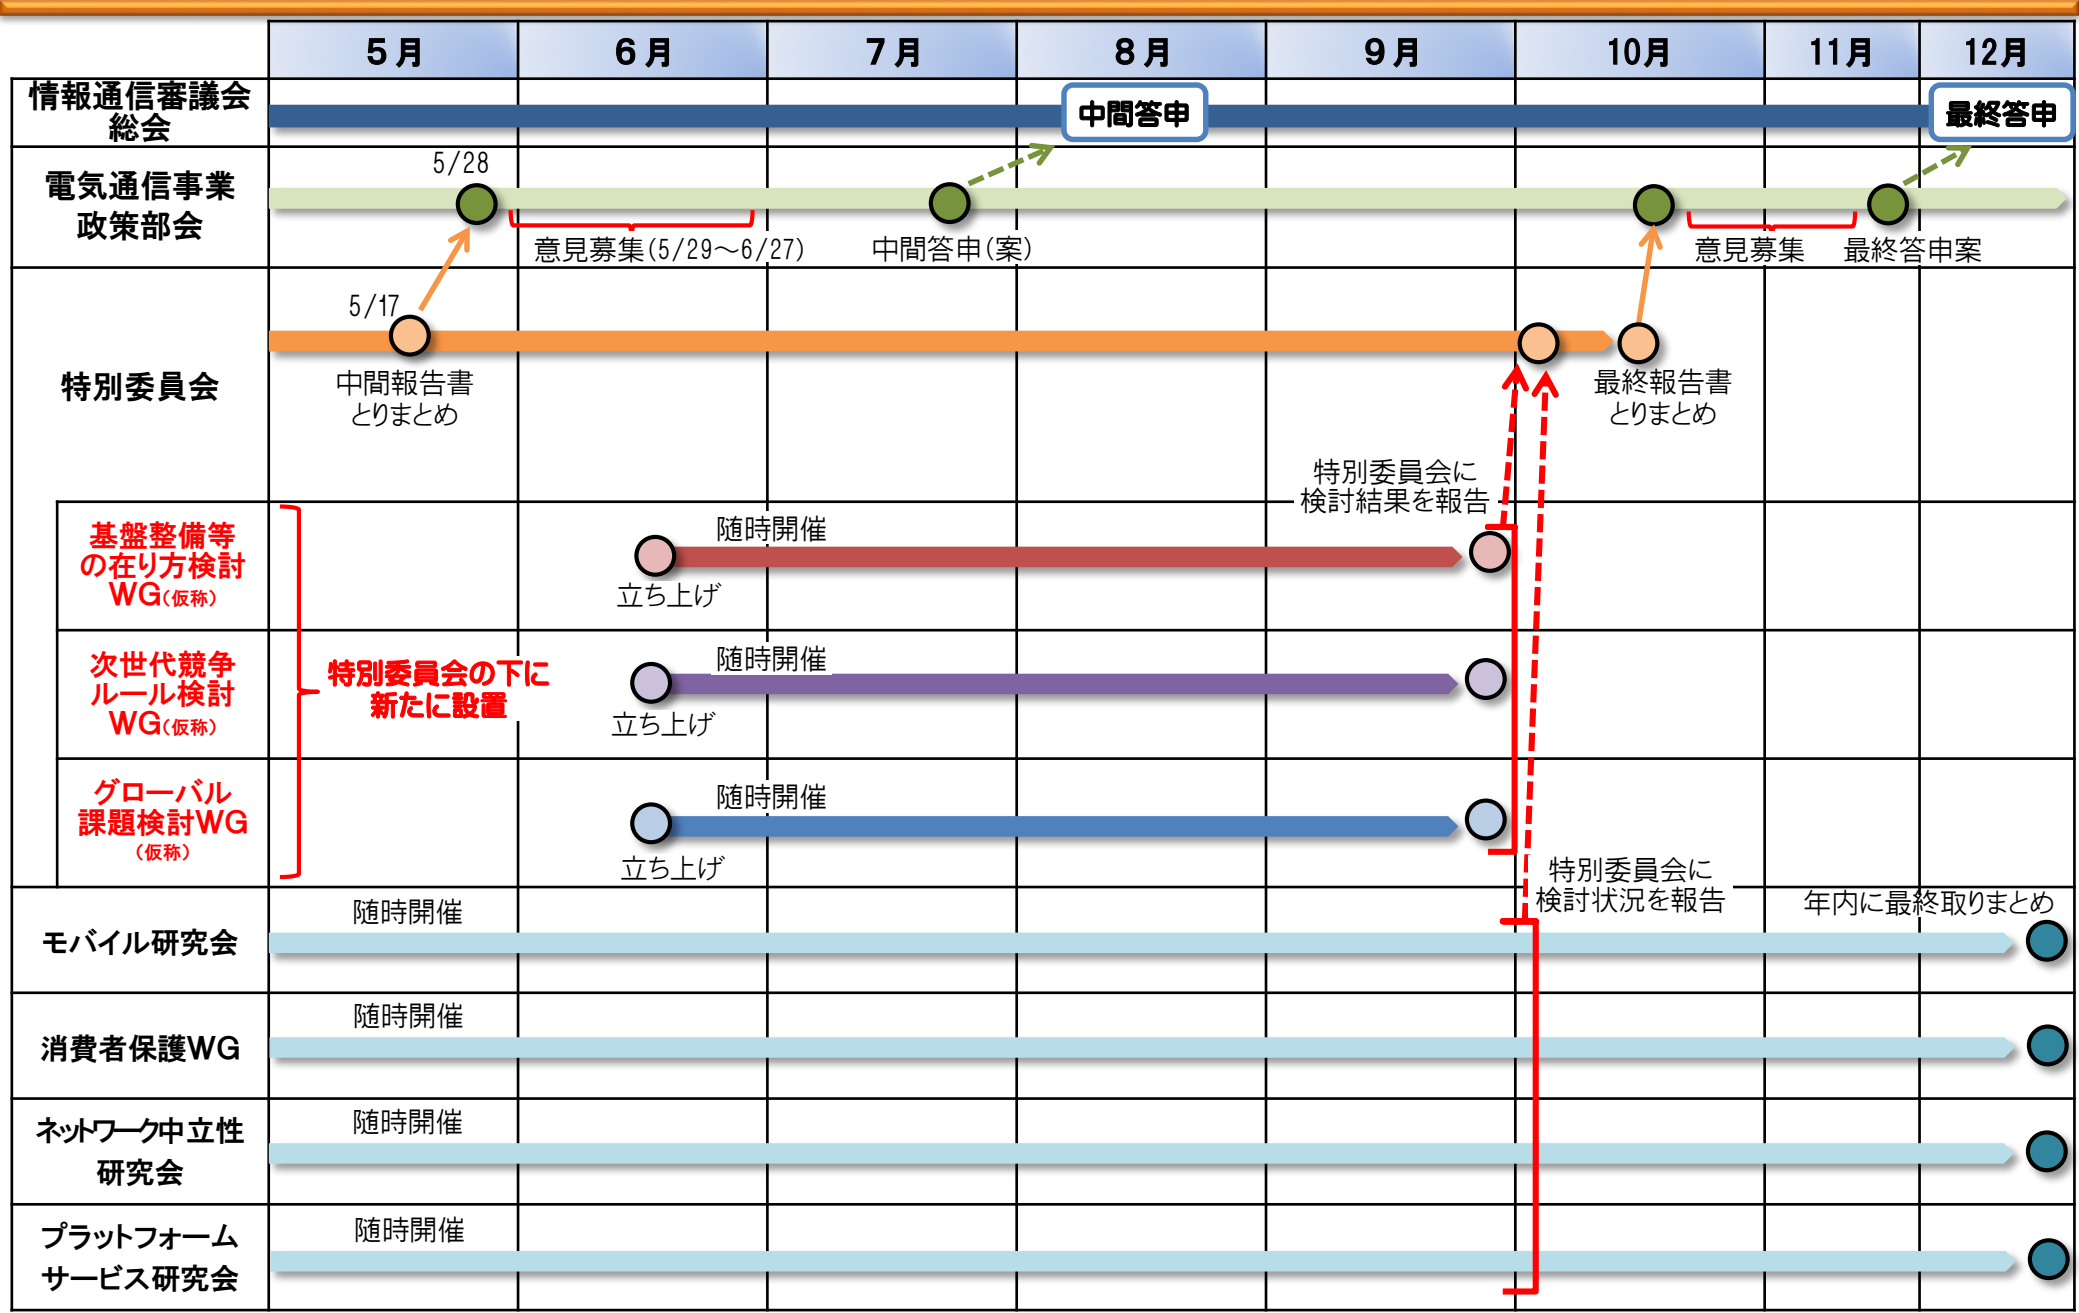 ５月
６月
７月
８月
９月
10月
11月
12月
情報通信審議会
総会
中間答申
最終答申
電気通信事業
政策部会
5/28
意見募集(5/29～6/27)
中間答申(案)
意見募集
最終答申案
特別委員会
5/17
中間報告書
とりまとめ
最終報告書
とりまとめ
特別委員会に
検討結果を報告
基盤整備等
の在り方検討
WG(仮称)
随時開催
立ち上げ
特別委員会の下に
新たに設置
次世代競争
ルール検討
WG(仮称)
随時開催
立ち上げ
グローバル
課題検討WG
(仮称)
随時開催
立ち上げ
特別委員会に
検討状況を報告
モバイル研究会
随時開催
年内に最終取りまとめ
消費者保護WG
随時開催
ネットワーク中立性
研究会
随時開催
プラットフォーム
サービス研究会
随時開催